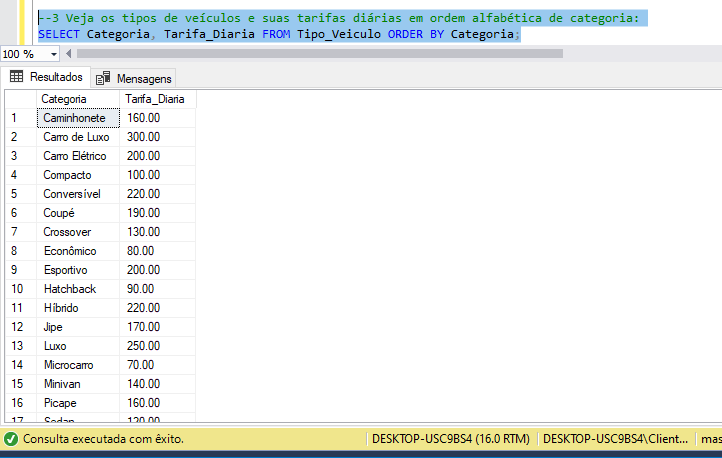 --3 Veja os tipos de veículos e suas tarifas diárias em ordem alfabética de categoria:
SELECT Categoria, Tarifa_Diaria FROM Tipo_Veiculo ORDER BY Categoria;
100 %
Resultados Mensagens
Categoria Tarifa_Diaria
1 Caminhonete 160.00
2 Carro de Luxo 300.00
3 Carro Elétrico 200.00
4 Compacto 100.00
5 Conversível 220.00
6 Coupé 190.00
7 Crossover 130.00
8 Econômico 80.00
9 Esportivo 200.00
10 Hatchback 90.00
11 Híbrido 220.00
12 Jipe 170.00
13 Luxo 250.00
14 Microcarro 70.00
15 Minivan 140.00
16 Picape 160.00
17 Sedan 120.00
Consulta executada com êxito. DESKTOP-USC9BS4 (16.0 RTM) DESKTOP-USC9BS4\Client... mas